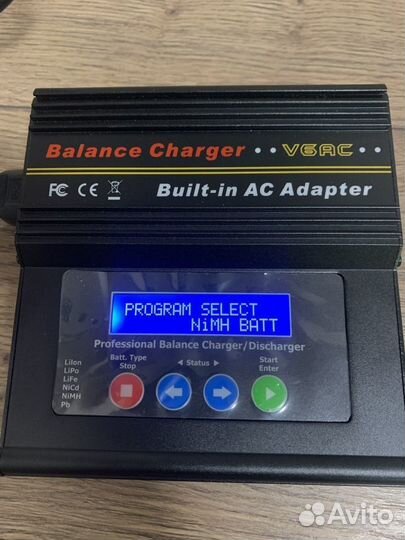 Balance Charger •• V6AC ••
FC CE Built-in AC Adapter
PROGRAM SELECT
NiMH BATT
Professional Balance Charger/Discharger
LiIon
LiPo
LiFe
NiCd
NiMH
Pb
Batt. Type
Stop
◄ Status ►
Start
Enter
Avito